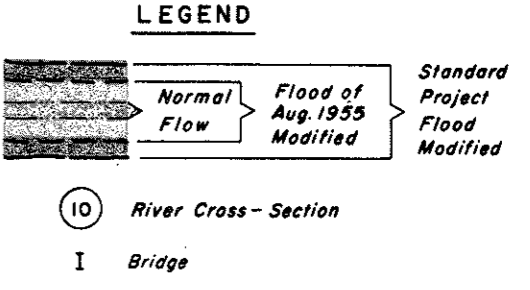 LEGEND
Normal
Flow
Flood of
Aug. 1955
Modified
Standard
Project
Flood
Modified
10 River Cross-Section
I Bridge